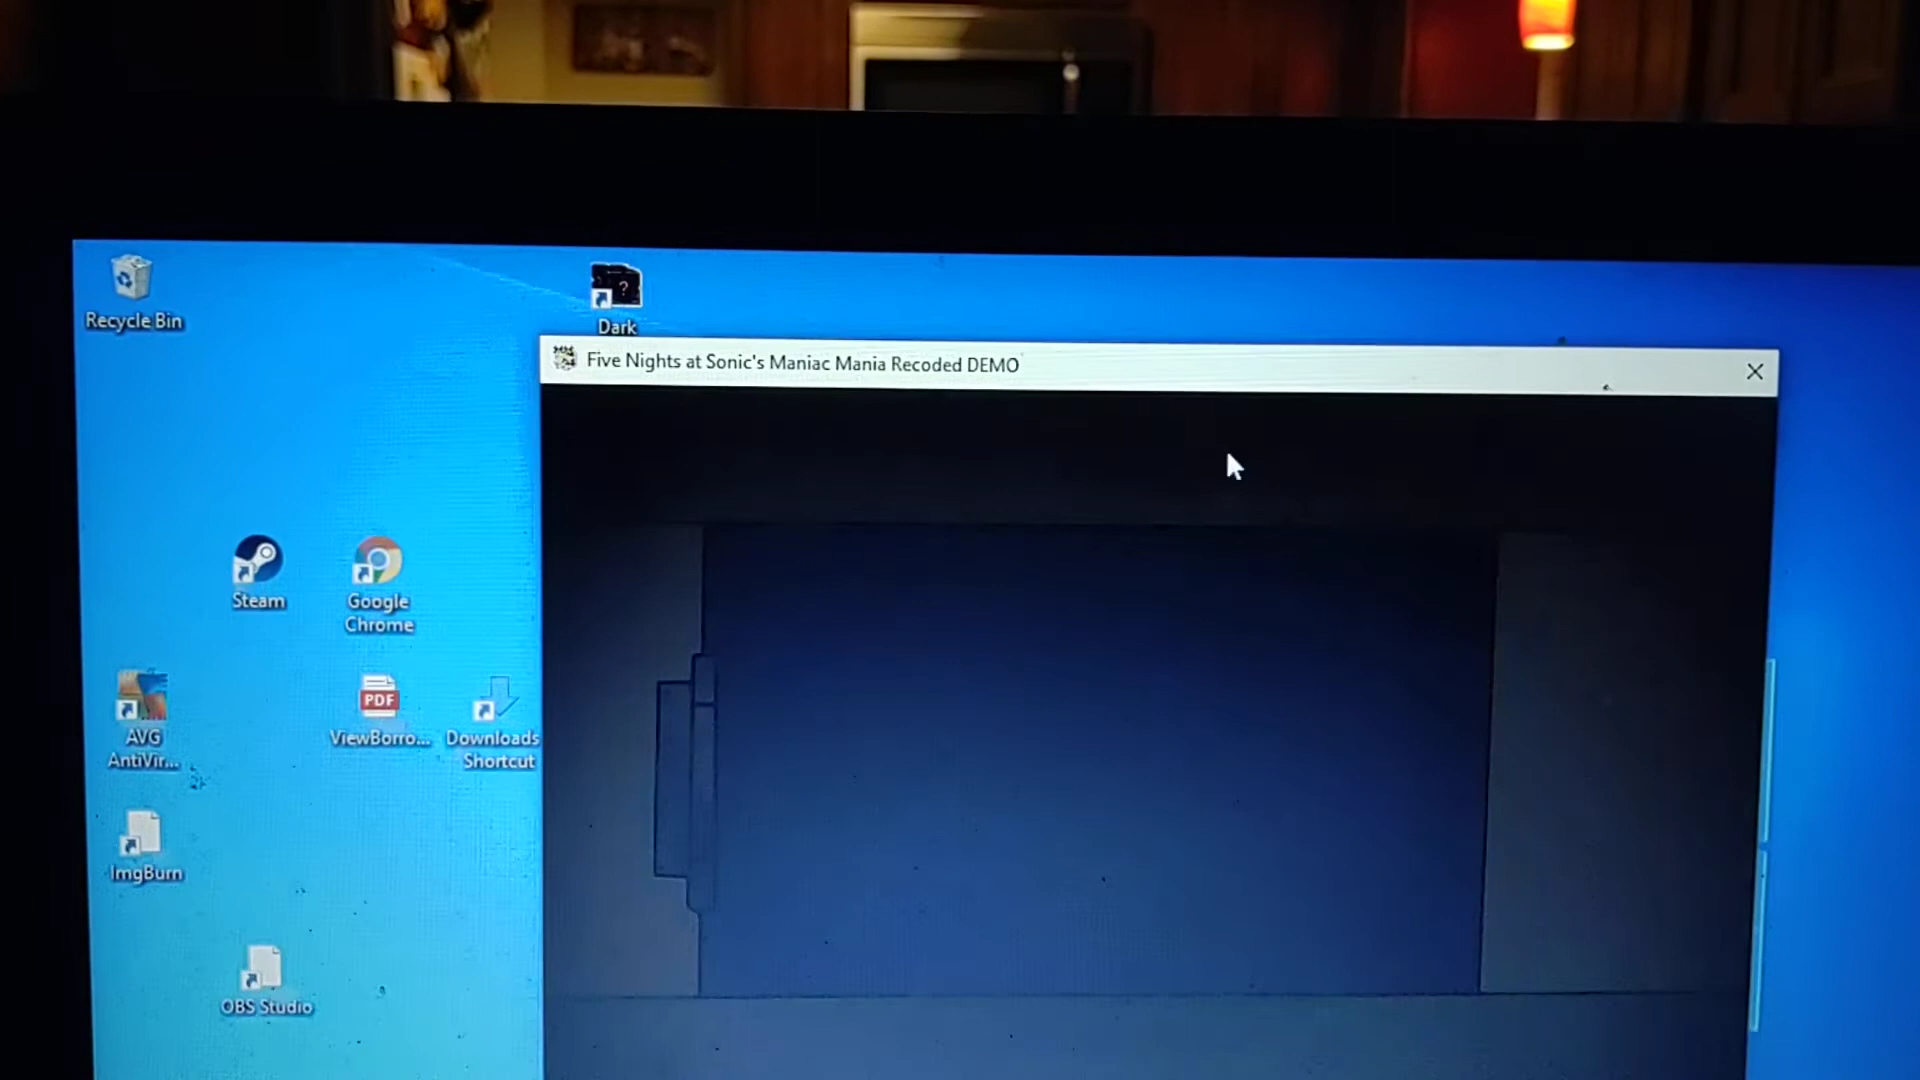 Recycle Bin
Dark
Five Nights at Sonic's Maniac Mania Recoded DEMO
Steam
Google
Chrome
PDF
AVG
AntiVir...
ViewBorro...
Downloads
Shortcut
ImgBurn
OBS Studio